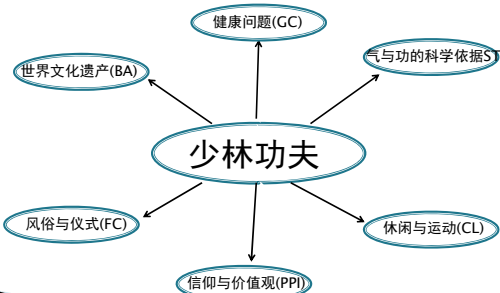 健康问题(GC)
世界文化遗产(BA)
气与功的科学依据ST
少林功夫
风俗与仪式(FC)
休闲与运动(CL)
信仰与价值观(PPI)